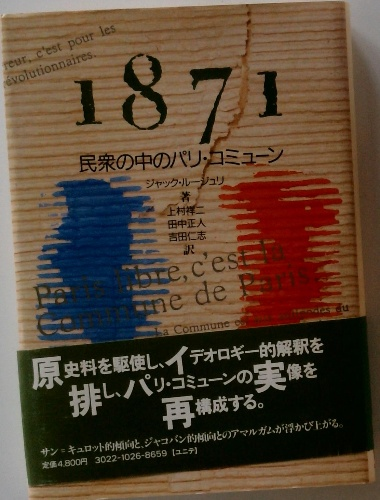 reur, c'est pour les
évolutionnaires.
1871
民衆の中のパリ・コミューン
ジャック・ルージュリ
著
上村祥二
田中正人
吉田仁志
訳
Paris libre, c'est la
Commune de Paris
La Commune
du
原史料を駆使し、イデオロギー的解釈を
排し、パリ・コミューンの実像を
再構成する。
サン=キュロット的傾向と、ジャコバン的傾向とのアマルガムが浮かび上がる。
定価4,800円 3022-1026-8659 【ユニテ】